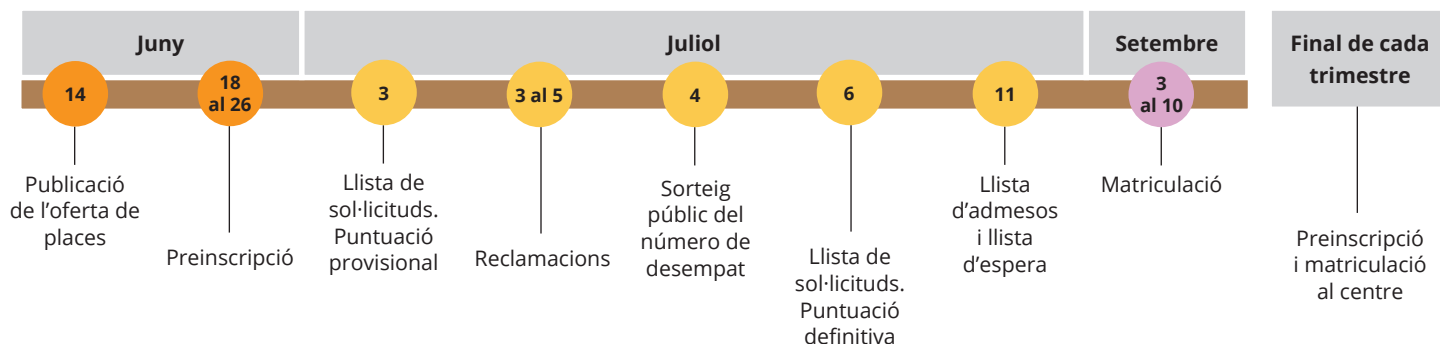 Juny
Juliol
Setembre
Final de cada
trimestre
14
18
al 26
3
3 al 5
4
6
11
3
al 10
Publicació
de l’oferta de
places
Preinscripció
Llista de
sol·licituds.
Puntuació
provisional
Reclamacions
Sorteig
públic del
número de
desempat
Llista de
sol·licituds.
Puntuació
definitiva
Llista
d’admesos
i llista
d’espera
Matriculació
Preinscripció
i matriculació
al centre